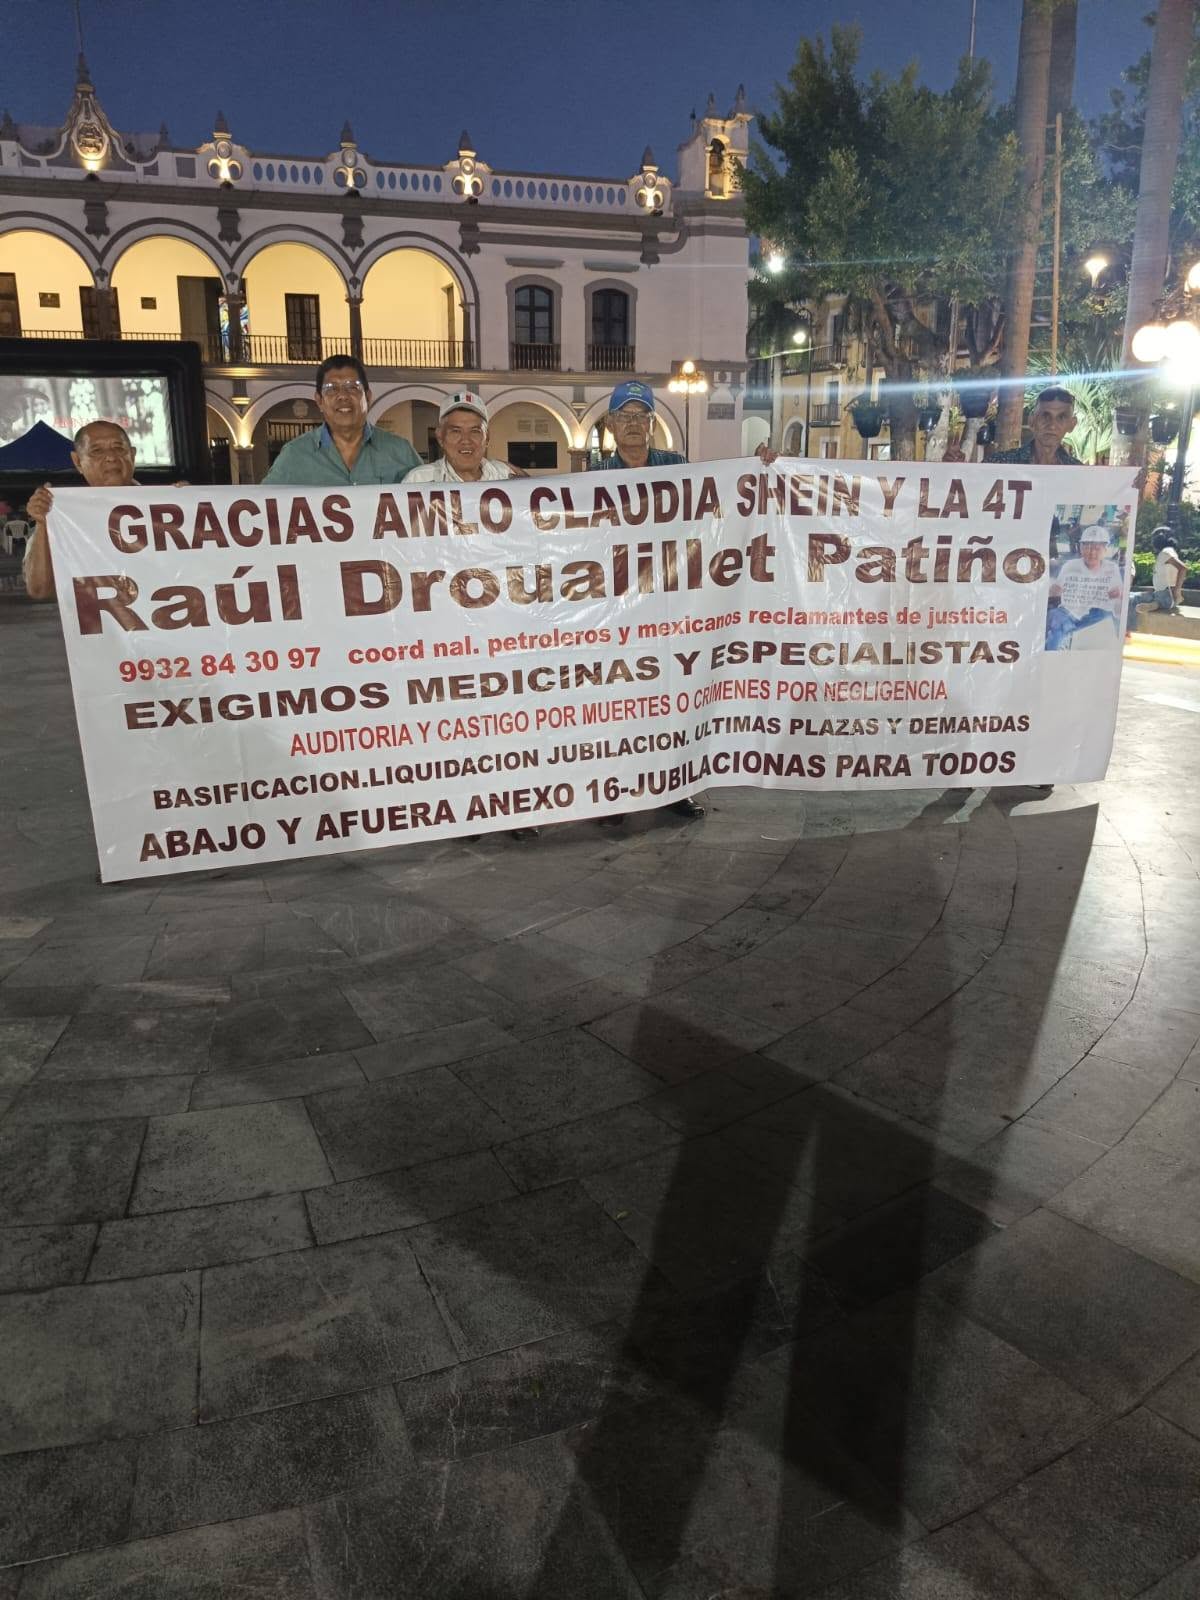 GRACIAS AMLO CLAUDIA SHEIN Y LA 4T
Raúl Droualillet Patiño
9932 84 30 97 coord nal. petroleros y mexicanos reclamantes de justicia
EXIGIMOS MEDICINAS Y ESPECIALISTAS
AUDITORIA Y CASTIGO POR MUERTES O CRÍMENES POR NEGLIGENCIA
BASIFICACION.LIQUIDACION JUBILACION. ULTIMAS PLAZAS Y DEMANDAS
ABAJO Y AFUERA ANEXO 16-JUBILACIONAS PARA TODOS